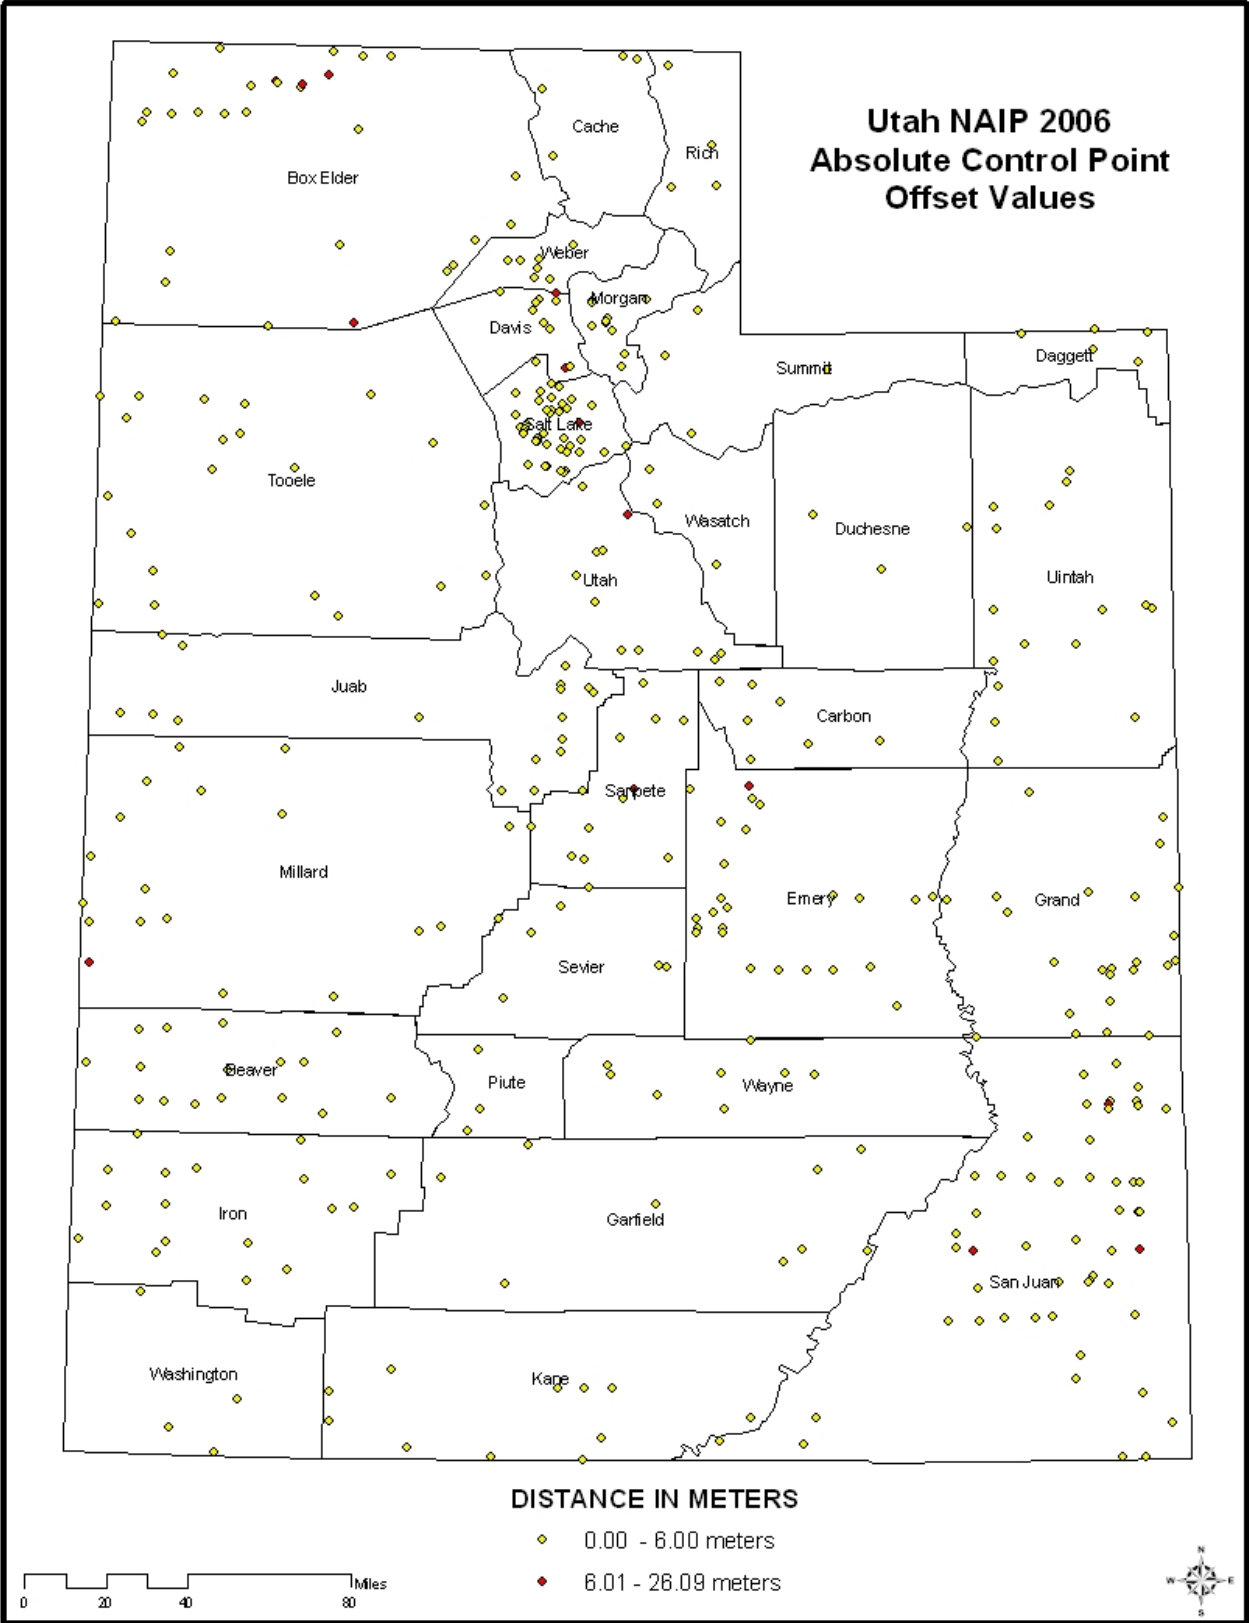 Utah NAIP 2006
Absolute Control Point
Offset Values
Cache
Rich
Box Elder
Weber
Morgan
Davis
Summit
Daggett
Salt Lake
Tooele
Wasatch
Duchesne
Utah
Uintah
Juab
Carbon
Sanpete
Millard
Emery
Grand
Sevier
Beaver
Piute
Wayne
Iron
Garfield
San Juan
Washington
Kane
DISTANCE IN METERS
0.00 - 6.00 meters
6.01 - 26.09 meters
Miles
0 20 40 80
N
W E
S